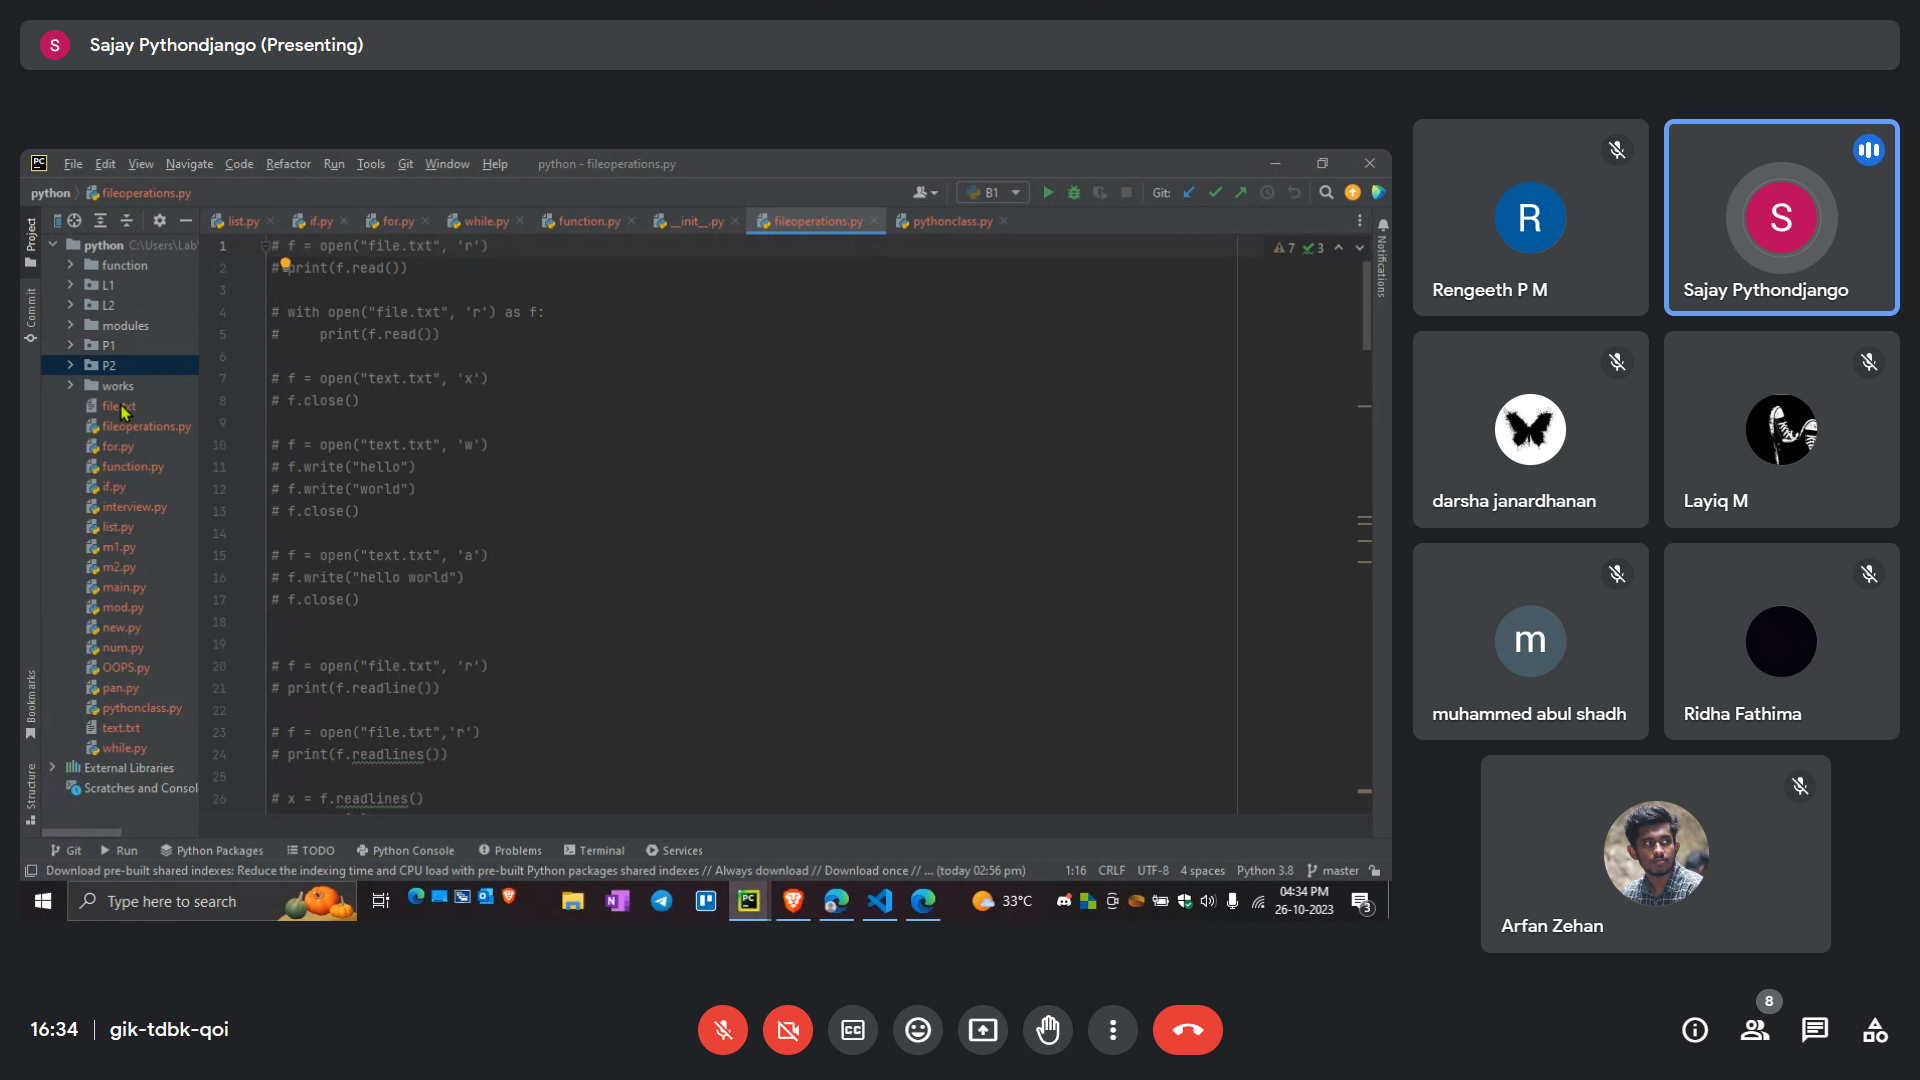 S Sajay Pythondjango (Presenting)
PC File Edit View Navigate Code Refactor Run Tools Git Window Help python - fileoperations.py
python fileoperations.py
B1 Git:
list.py if.py for.py while.py function.py __init__.py fileoperations.py pythonclass.py
Project
Commit
Bookmarks
Structure
python C:\Users\Lab
function
L1
L2
modules
P1
P2
works
file.txt
fileoperations.py
for.py
function.py
if.py
interview.py
list.py
m1.py
m2.py
main.py
mod.py
new.py
num.py
OOPS.py
pan.py
pythonclass.py
text.txt
while.py
External Libraries
Scratches and Consol
1 # f = open("file.txt", 'r')
2 # print(f.read())
3
4 # with open("file.txt", 'r') as f:
5 #     print(f.read())
6
7 # f = open("text.txt", 'x')
8 # f.close()
9
10 # f = open("text.txt", 'w')
11 # f.write("hello")
12 # f.write("world")
13 # f.close()
14
15 # f = open("text.txt", 'a')
16 # f.write("hello world")
17 # f.close()
18
19
20 # f = open("file.txt", 'r')
21 # print(f.readline())
22
23 # f = open("file.txt",'r')
24 # print(f.readlines())
25
26 # x = f.readlines()
7 3
Notifications
Git Run Python Packages TODO Python Console Problems Terminal Services
Download pre-built shared indexes: Reduce the indexing time and CPU load with pre-built Python packages shared indexes // Always download // Download once // ... (today 02:56 pm) 1:16 CRLF UTF-8 4 spaces Python 3.8 master
Type here to search
N
PC
33°C
04:34 PM
26-10-2023
3
R
Rengeeth P M
S
Sajay Pythondjango
darsha janardhanan
Layiq M
m
muhammed abul shadh
Ridha Fathima
Arfan Zehan
16:34 | gik-tdbk-qoi
CC
8